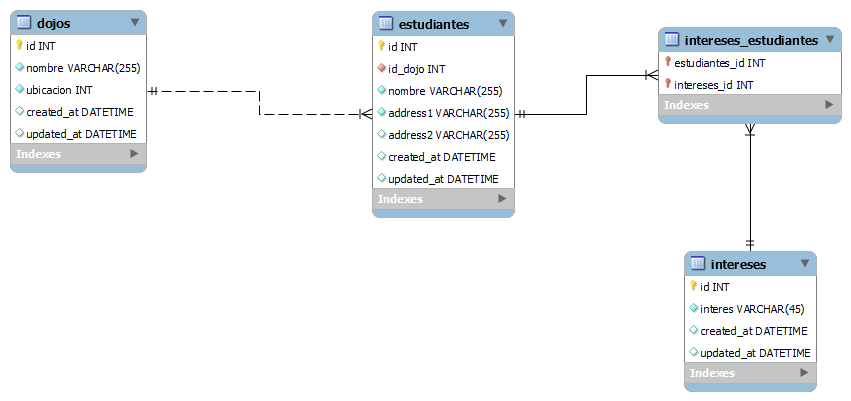 dojos
id INT
nombre VARCHAR(255)
ubicacion INT
created_at DATETIME
updated_at DATETIME
Indexes
estudiantes
id INT
id_dojo INT
nombre VARCHAR(255)
address1 VARCHAR(255)
address2 VARCHAR(255)
created_at DATETIME
updated_at DATETIME
Indexes
intereses_estudiantes
estudiantes_id INT
intereses_id INT
Indexes
intereses
id INT
interes VARCHAR(45)
created_at DATETIME
updated_at DATETIME
Indexes